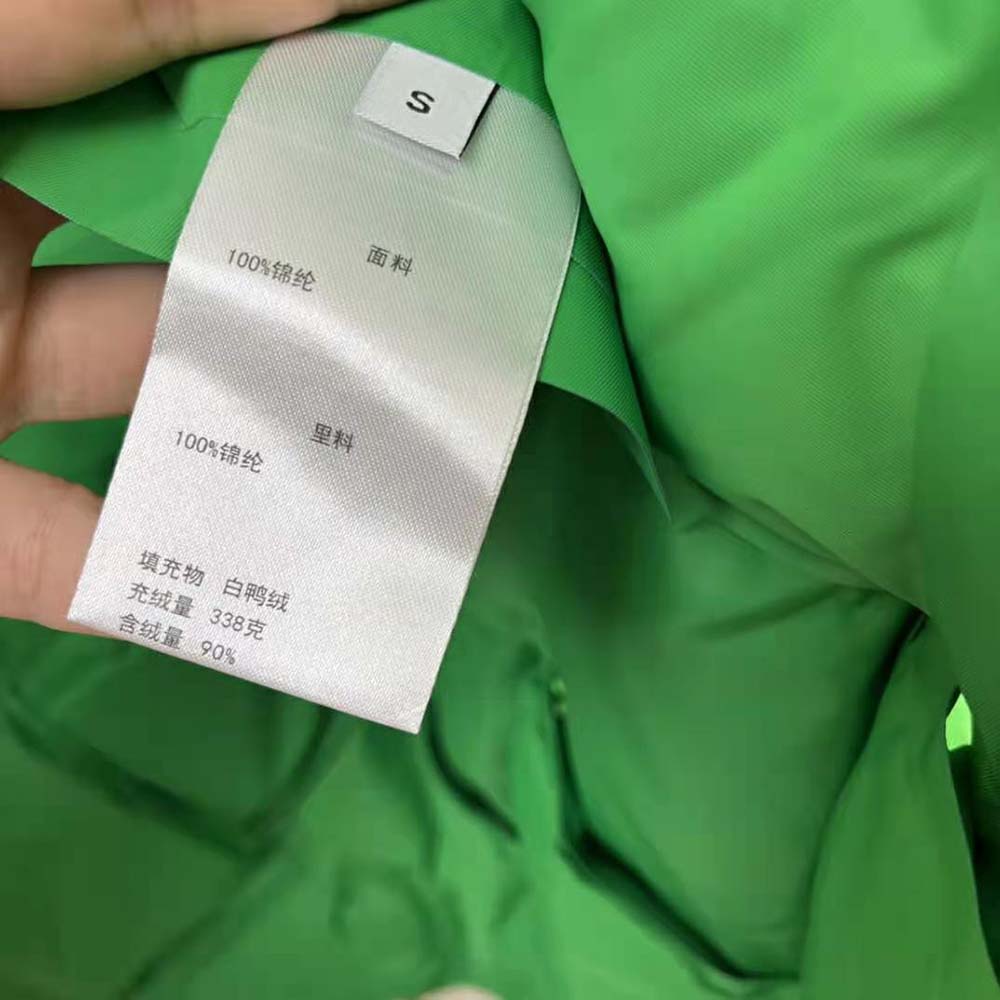 S
面料
100%锦纶
里料
100%锦纶
填充物 白鸭绒
充绒量 338克
含绒量 90%